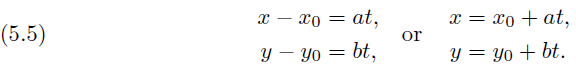 x − x₀ = at,    x = x₀ + at,
(5.5)    or
y − y₀ = bt,    y = y₀ + bt.